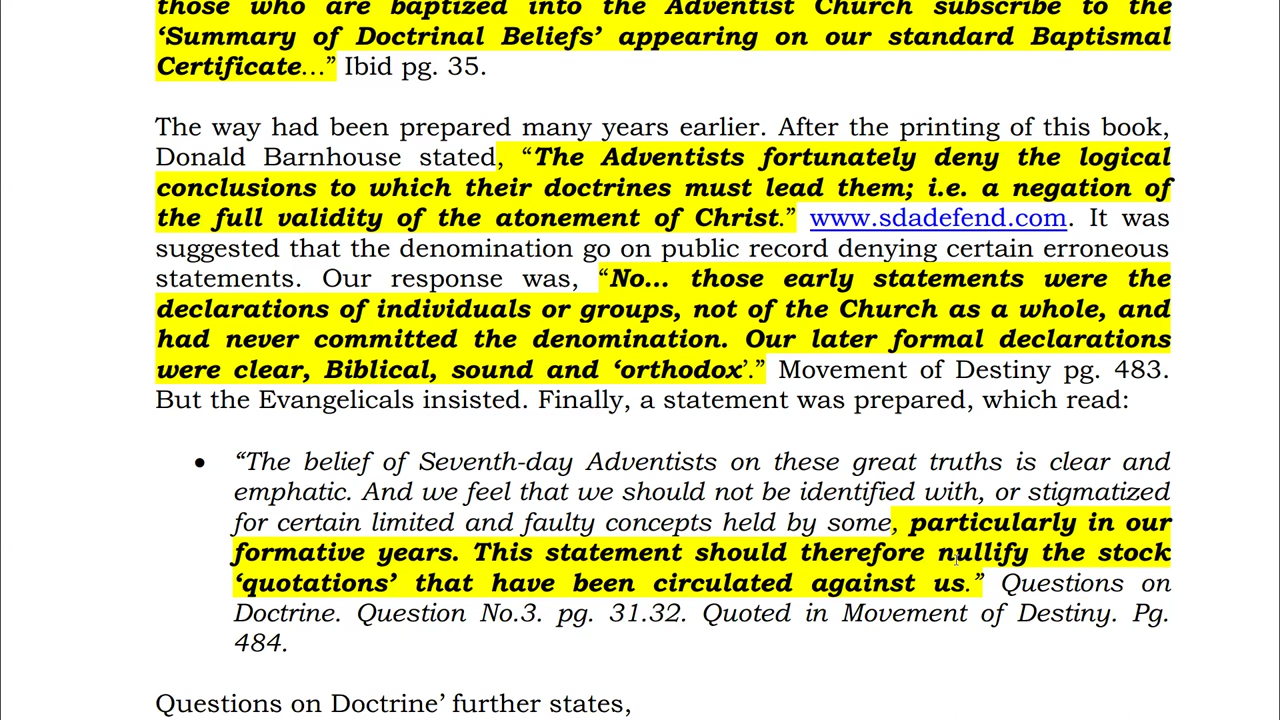 those who are baptized into the Adventist Church subscribe to the
‘Summary of Doctrinal Beliefs’ appearing on our standard Baptismal
Certificate…” Ibid pg. 35.
The way had been prepared many years earlier. After the printing of this book,
Donald Barnhouse stated, “The Adventists fortunately deny the logical
conclusions to which their doctrines must lead them; i.e. a negation of
the full validity of the atonement of Christ.” www.sdadefend.com. It was
suggested that the denomination go on public record denying certain erroneous
statements. Our response was, “No… those early statements were the
declarations of individuals or groups, not of the Church as a whole, and
had never committed the denomination. Our later formal declarations
were clear, Biblical, sound and ‘orthodox’.” Movement of Destiny pg. 483.
But the Evangelicals insisted. Finally, a statement was prepared, which read:
• “The belief of Seventh-day Adventists on these great truths is clear and
emphatic. And we feel that we should not be identified with, or stigmatized
for certain limited and faulty concepts held by some, particularly in our
formative years. This statement should therefore nullify the stock
‘quotations’ that have been circulated against us.” Questions on
Doctrine. Question No.3. pg. 31.32. Quoted in Movement of Destiny. Pg.
484.
Questions on Doctrine’ further states,